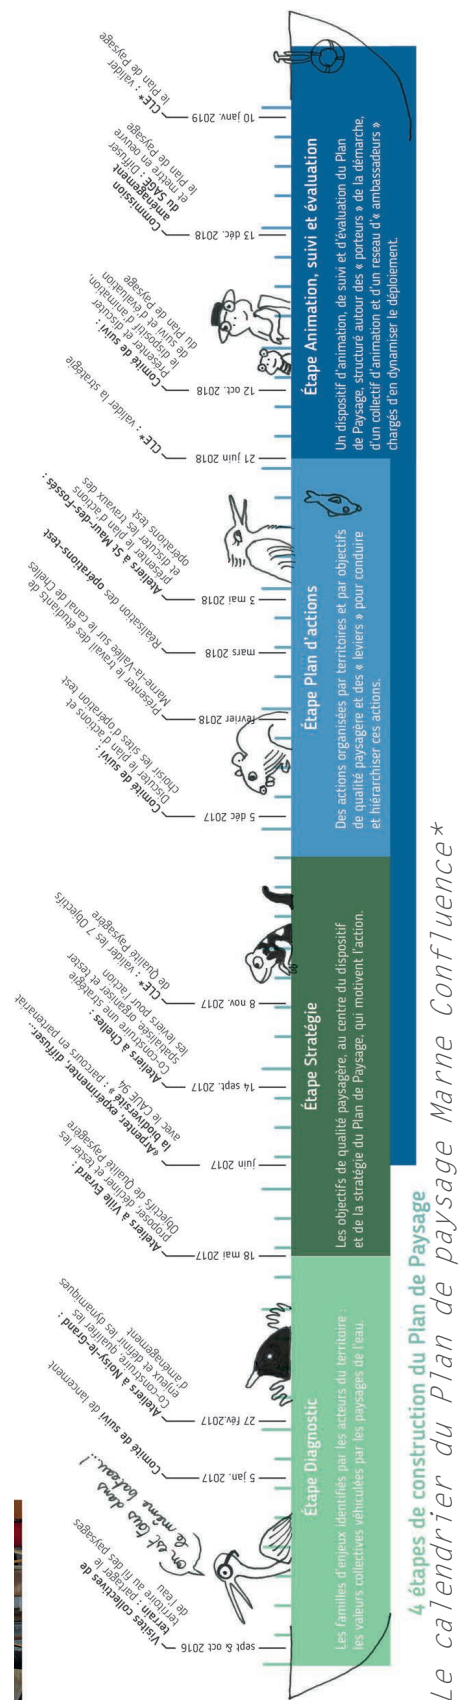 Visites collectives de
terrain : partager le
territoire au fil des paysages
de l'eau
sept & oct 2016
on est tous dans
le même bateau...!
Comité de suivi de lancement
5 jan. 2017
Ateliers à Noisy-le-Grand :
Co-construire, qualifier les
enjeux et définir les dynamiques
d'aménagement
27 fév.2017
Ateliers à Ville Evrard :
proposer, décliner et tester les
Objectifs de Qualité Paysagère
18 mai 2017
«Arpenter, expérimenter, diffuser...
la biodiversité » : parcours en partenariat
avec le CAUE 94
juin 2017
Ateliers à Chelles :
co-construire une stratégie
spatialisée, organiser et tester
les leviers pour l'action
14 sept. 2017
CLE* : valider les 7 Objectifs
de Qualité Paysagère
8 nov. 2017
Comité de suivi :
Discuter le plan d'actions et
choisir les sites d'opération test
5 déc 2017
Présenter le travail des étudiants de
Marne-la-Vallée sur le canal de Chelles
février 2018
Réalisation des opérations-test
mars 2018
Ateliers à St Maur-des-Fossés :
présenter le plan d'actions
et discuter les travaux des
opérations test
3 mai 2018
CLE* : valider la stratégie
21 juin 2018
Comité de suivi :
Présenter et discuter
le dispositif d'animation,
de suivi et d'évaluation
du Plan de Paysage
12 oct. 2018
Commission
aménagement
du SAGE : Diffuser
et mettre en oeuvre
le Plan de Paysage
13 déc. 2018
CLE* : valider
le Plan de Paysage
10 janv. 2019
Étape Diagnostic
Les familles d'enjeux identifiés par les acteurs du territoire :
les valeurs collectives véhiculées par les paysages de l'eau.
Étape Stratégie
Les objectifs de qualité paysagère, au centre du dispositif
et de la stratégie du Plan de Paysage, qui motivent l'action.
Étape Plan d'actions
Des actions organisées par territoires et par objectifs
de qualité paysagère et des « leviers » pour conduire
et hiérarchiser ces actions.
Étape Animation, suivi et évaluation
Un dispositif d'animation, de suivi et d'évaluation du Plan
de Paysage, structuré autour des « porteurs » de la démarche,
d'un collectif d'animation et d'un reseau d'« ambassadeurs »
chargés d'en dynamiser le déploiement.
4 étapes de construction du Plan de Paysage
Le calendrier du Plan de paysage Marne Confluence*